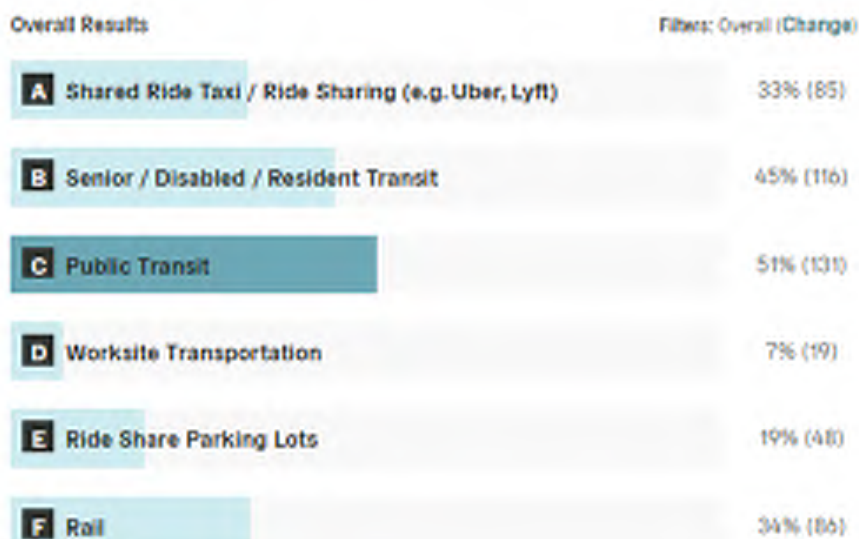 Overall Results
Filters: Overall (Change)
A Shared Ride Taxi / Ride Sharing (e.g. Uber, Lyft) 33% (85)
B Senior / Disabled / Resident Transit 45% (116)
C Public Transit 51% (131)
D Worksite Transportation 7% (19)
E Ride Share Parking Lots 19% (48)
F Rail 34% (86)